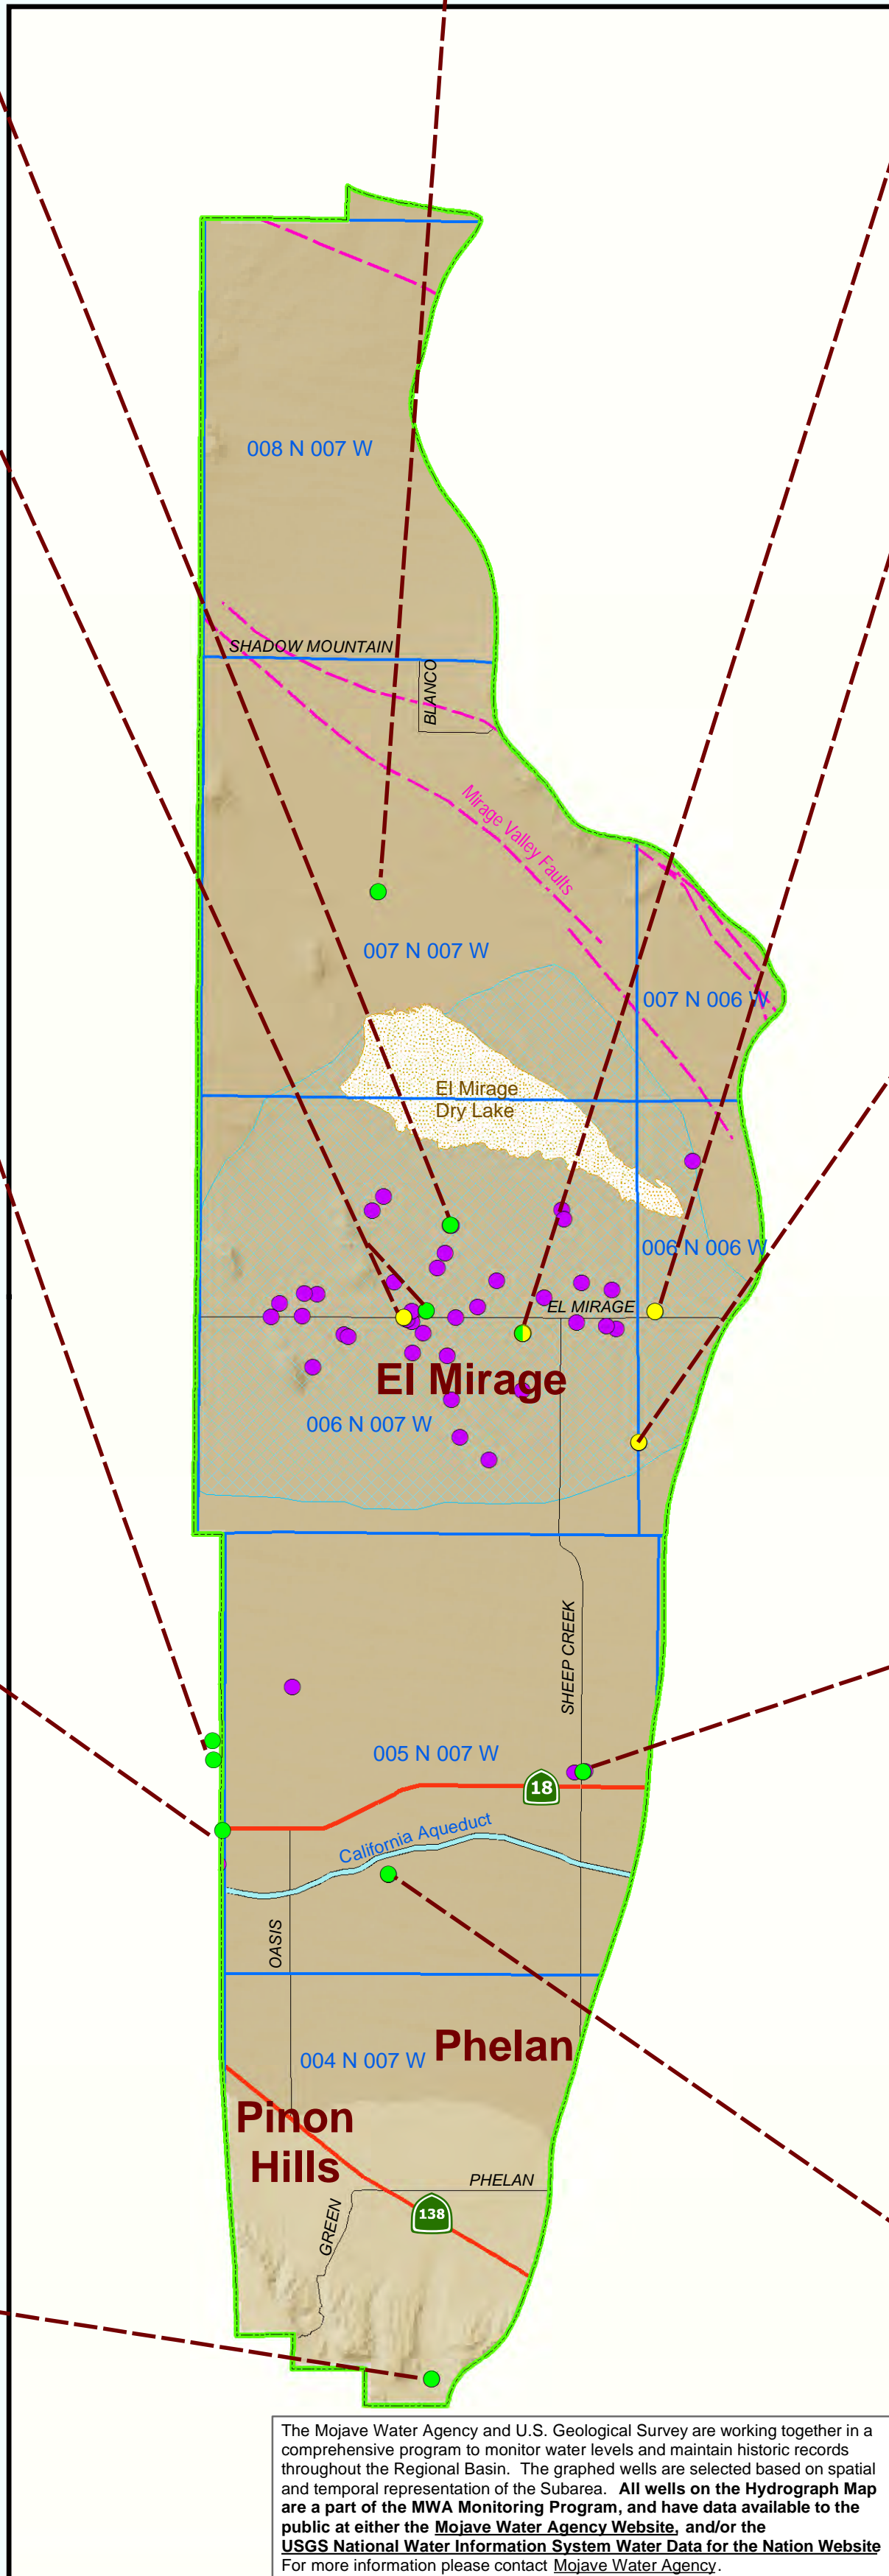 008 N 007 W
SHADOW MOUNTAIN
BLANCO
Mirage Valley Faults
007 N 007 W
007 N 006 W
El Mirage
Dry Lake
006 N 006 W
EL MIRAGE
El Mirage
006 N 007 W
SHEEP CREEK
005 N 007 W
18
California Aqueduct
OASIS
Phelan
004 N 007 W
Pinon
Hills
PHELAN
GREEN
138
The Mojave Water Agency and U.S. Geological Survey are working together in a
comprehensive program to monitor water levels and maintain historic records
throughout the Regional Basin. The graphed wells are selected based on spatial
and temporal representation of the Subarea. All wells on the Hydrograph Map
are a part of the MWA Monitoring Program, and have data available to the
public at either the Mojave Water Agency Website, and/or the
USGS National Water Information System Water Data for the Nation Website
For more information please contact Mojave Water Agency.